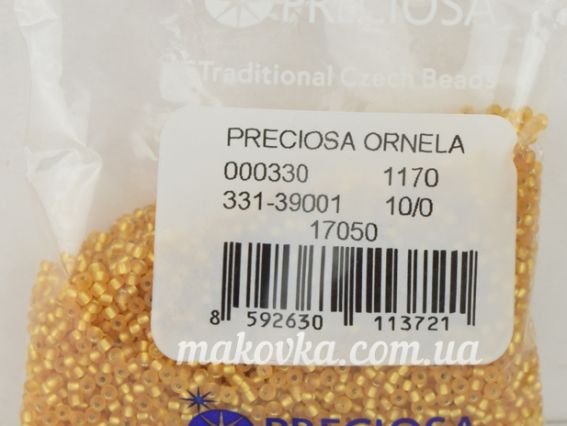 PRECIOSA
Traditional Czech Beads
PRECIOSA ORNELA
000330 1170
331-39001 10/0
17050
8 592630 113721
makovka.com.ua
PRECIOSA